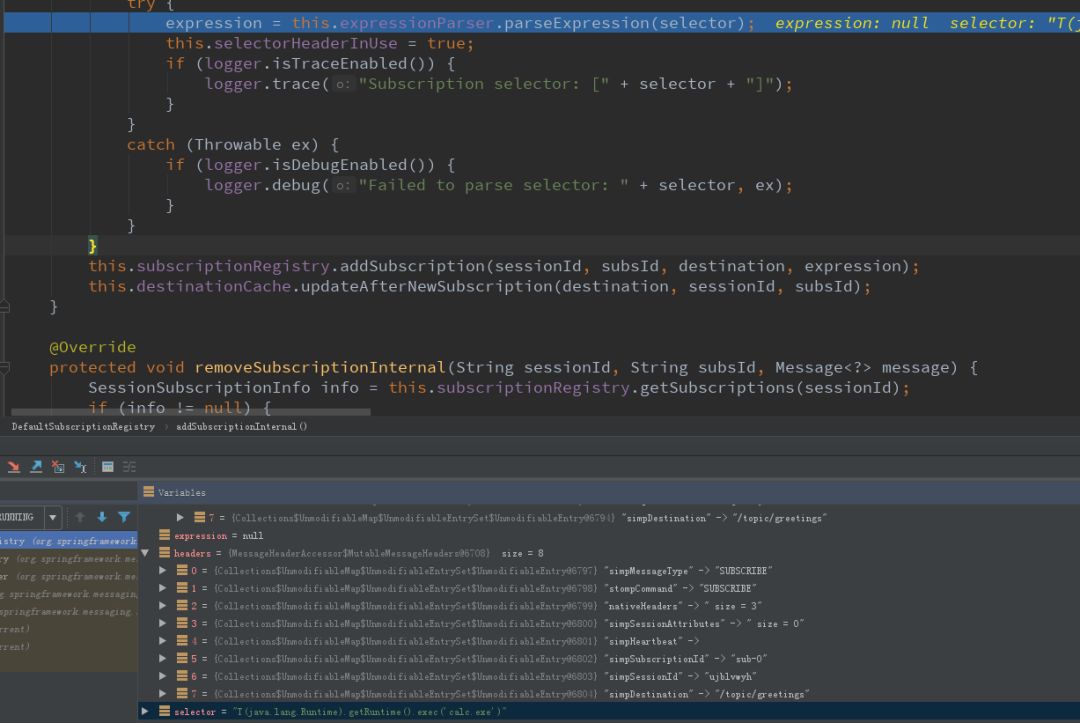 try {
expression = this.expressionParser.parseExpression(selector); expression: null selector: "T(j
this.selectorHeaderInUse = true;
if (logger.isTraceEnabled()) {
logger.trace( o: "Subscription selector: [" + selector + "]");
}
}
catch (Throwable ex) {
if (logger.isDebugEnabled()) {
logger.debug( o: "Failed to parse selector: " + selector, ex);
}
}
}
this.subscriptionRegistry.addSubscription(sessionId, subsId, destination, expression);
this.destinationCache.updateAfterNewSubscription(destination, sessionId, subsId);
}
@Override
protected void removeSubscriptionInternal(String sessionId, String subsId, Message<?> message) {
SessionSubscriptionInfo info = this.subscriptionRegistry.getSubscriptions(sessionId);
if (info != null) {
DefaultSubscriptionRegistry › addSubscriptionInternal()
Variables
RUNNING
istry (org.springframework
ry (org.springframework.me
er (org.springframework.me
g.springframework.messaging
springframework.messaging.
rrent)
rrent)
7 = {Collections$UnmodifiableMap$UnmodifiableEntrySet$UnmodifiableEntry@6794} "simpDestination" -> "/topic/greetings"
expression = null
headers = {MessageHeaderAccessor$MutableMessageHeaders@6708} size = 8
0 = {Collections$UnmodifiableMap$UnmodifiableEntrySet$UnmodifiableEntry@6797} "simpMessageType" -> "SUBSCRIBE"
1 = {Collections$UnmodifiableMap$UnmodifiableEntrySet$UnmodifiableEntry@6798} "stompCommand" -> "SUBSCRIBE"
2 = {Collections$UnmodifiableMap$UnmodifiableEntrySet$UnmodifiableEntry@6799} "nativeHeaders" -> " size = 3"
3 = {Collections$UnmodifiableMap$UnmodifiableEntrySet$UnmodifiableEntry@6800} "simpSessionAttributes" -> " size = 0"
4 = {Collections$UnmodifiableMap$UnmodifiableEntrySet$UnmodifiableEntry@6801} "simpHeartbeat" ->
5 = {Collections$UnmodifiableMap$UnmodifiableEntrySet$UnmodifiableEntry@6802} "simpSubscriptionId" -> "sub-0"
6 = {Collections$UnmodifiableMap$UnmodifiableEntrySet$UnmodifiableEntry@6803} "simpSessionId" -> "ujblvwyh"
7 = {Collections$UnmodifiableMap$UnmodifiableEntrySet$UnmodifiableEntry@6804} "simpDestination" -> "/topic/greetings"
selector = "T(java.lang.Runtime).getRuntime().exec('calc.exe')"